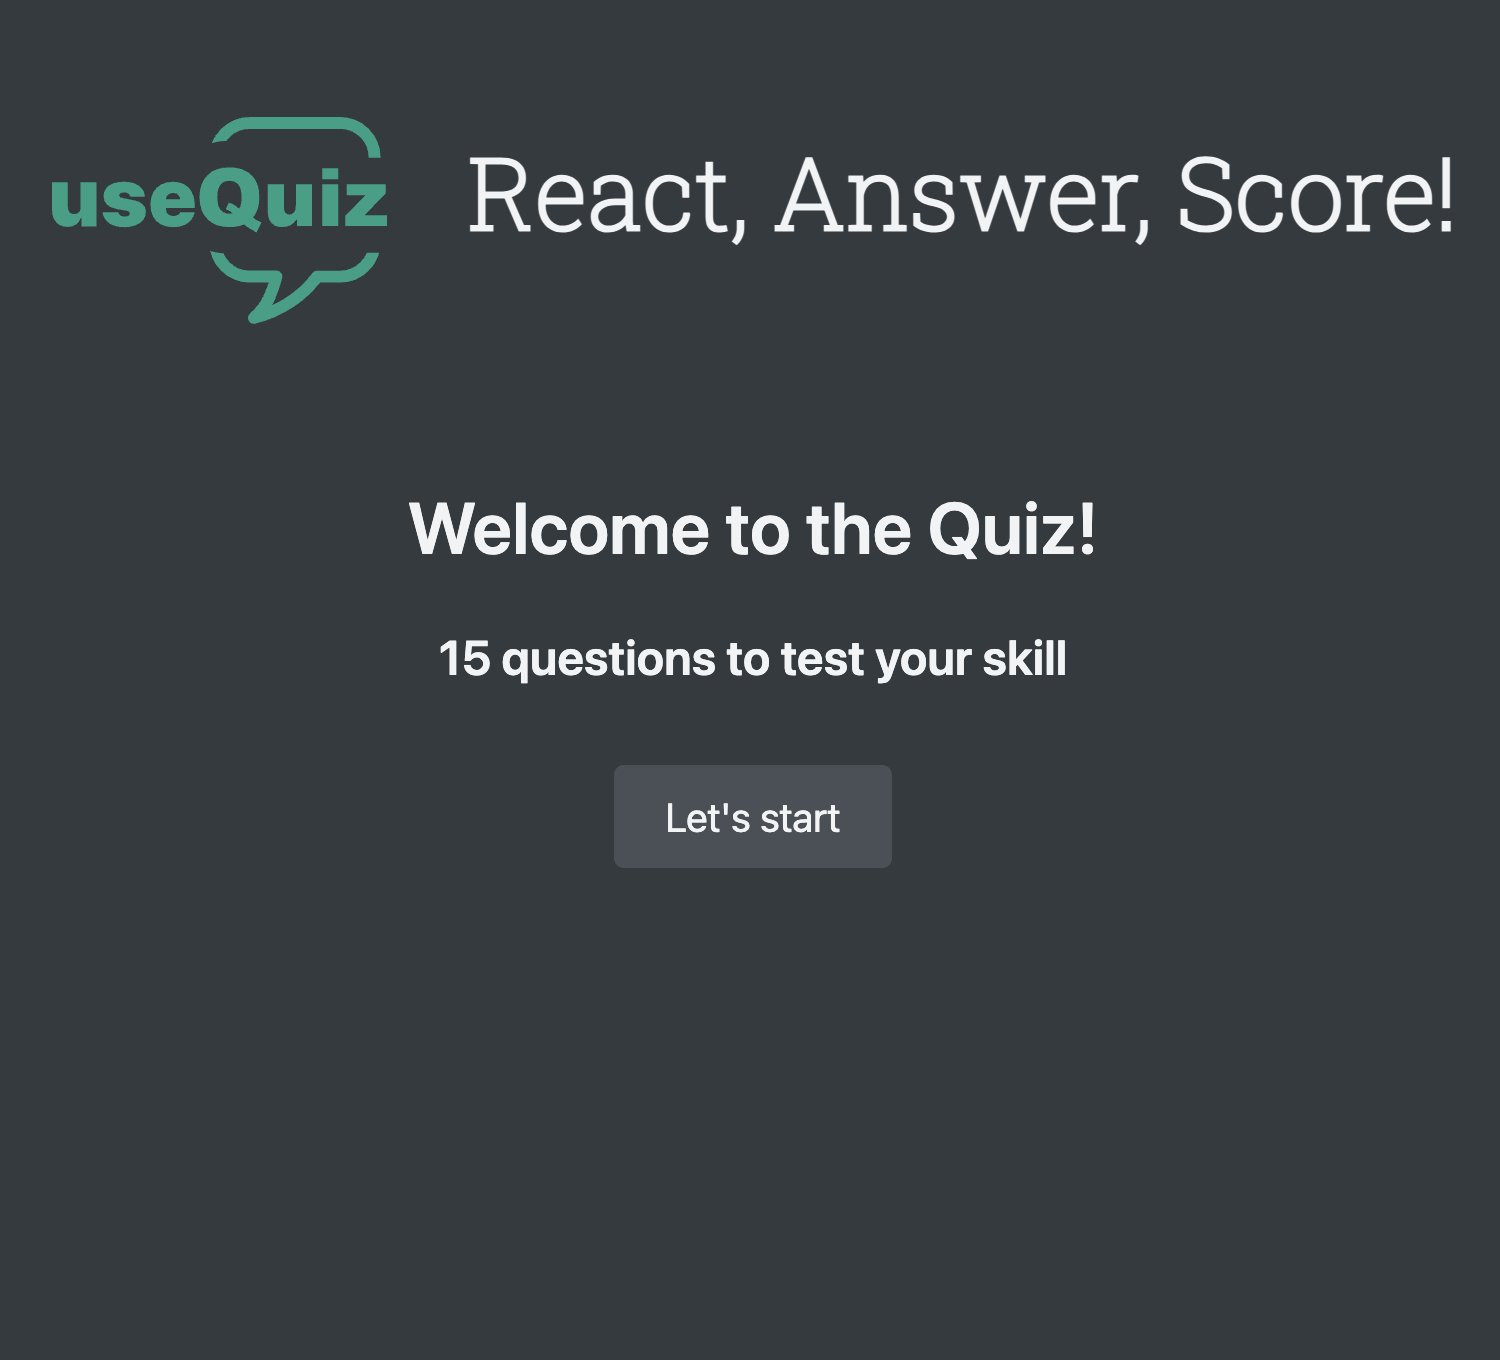 useQuiz
React, Answer, Score!
Welcome to the Quiz!
15 questions to test your skill
Let's start